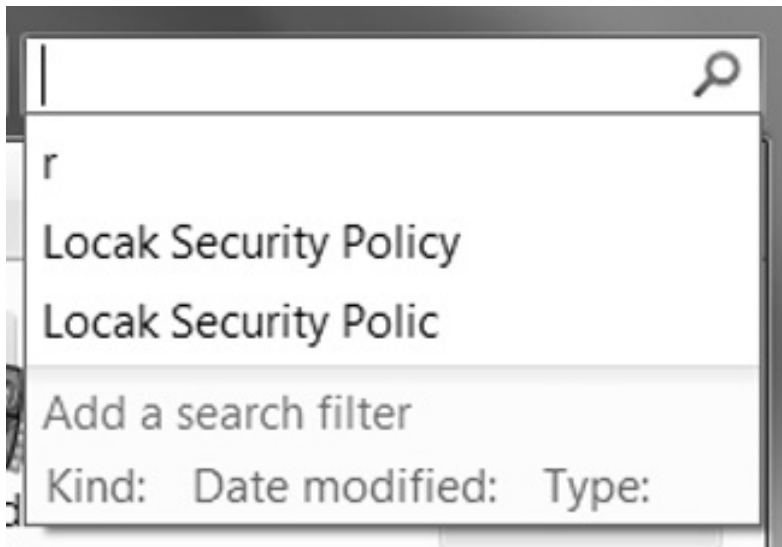 r
Locak Security Policy
Locak Security Polic
Add a search filter
Kind: Date modified: Type:
d